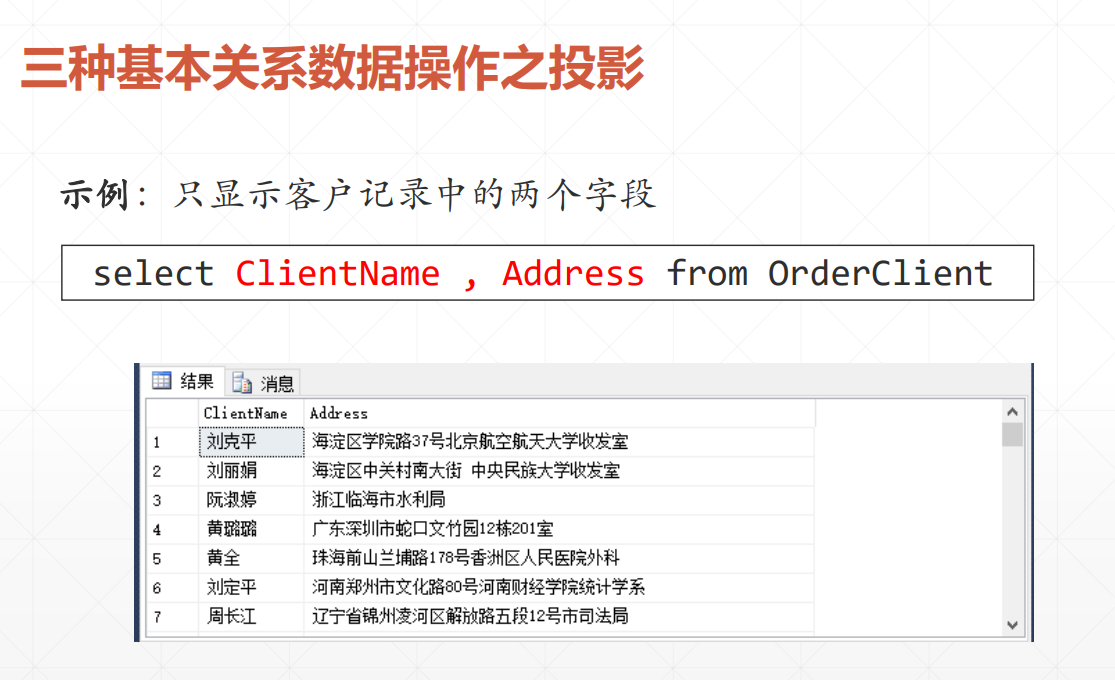 三种基本关系数据操作之投影
示例：只显示客户记录中的两个字段
select ClientName , Address from OrderClient
结果 消息
ClientName Address
1 刘克平 海淀区学院路37号北京航空航天大学收发室
2 刘丽娟 海淀区中关村南大街 中央民族大学收发室
3 阮淑婷 浙江临海市水利局
4 黄璐璐 广东深圳市蛇口文竹园12栋201室
5 黄全 珠海前山兰埔路178号香洲区人民医院外科
6 刘定平 河南郑州市文化路80号河南财经学院统计学系
7 周长江 辽宁省锦州凌河区解放路五段12号市司法局